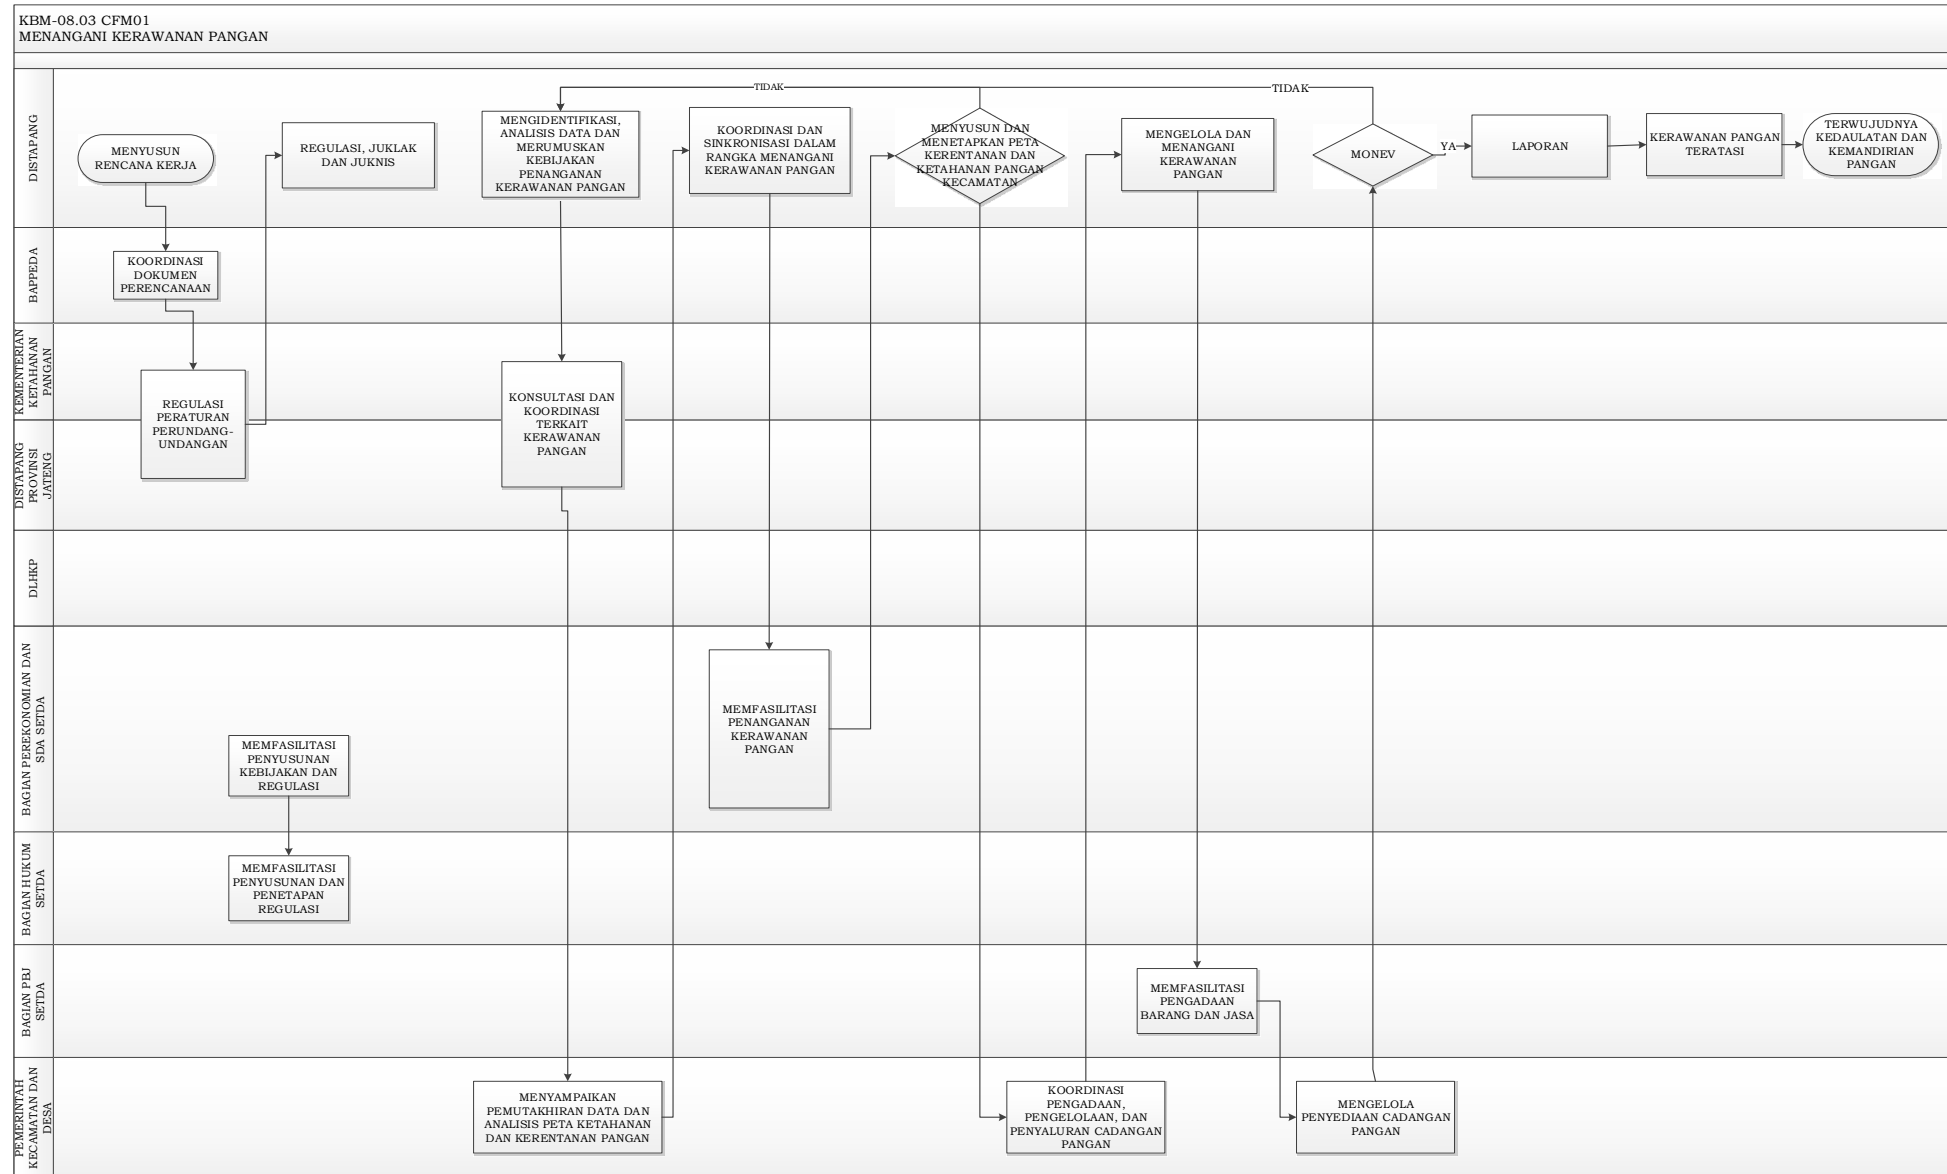 KBM-08.03 CFM01
MENANGANI KERAWANAN PANGAN
DISTAPANG
MENYUSUN
RENCANA KERJA
REGULASI, JUKLAK
DAN JUKNIS
MENGIDENTIFIKASI,
ANALISIS DATA DAN
MERUMUSKAN
KEBIJAKAN
PENANGANAN
KERAWANAN PANGAN
TIDAK
KOORDINASI DAN
SINKRONISASI DALAM
RANGKA MENANGANI
KERAWANAN PANGAN
MENYUSUN DAN
MENETAPKAN PETA
KERENTANAN DAN
KETAHANAN PANGAN
KECAMATAN
MENGELOLA DAN
MENANGANI
KERAWANAN
PANGAN
TIDAK
MONEV
YA
LAPORAN
KERAWANAN PANGAN
TERATASI
TERWUJUDNYA
KEDAULATAN DAN
KEMANDIRIAN
PANGAN
BAPPEDA
KOORDINASI
DOKUMEN
PERENCANAAN
KEMENTERIAN
KETAHANAN
PANGAN
REGULASI
PERATURAN
PERUNDANG-
UNDANGAN
KONSULTASI DAN
KOORDINASI
TERKAIT
KERAWANAN
PANGAN
DISTAPANG
PROVINSI
JATENG
DLHKP
BAGIAN PEREKONOMIAN DAN
SDA SETDA
MEMFASILITASI
PENYUSUNAN
KEBIJAKAN DAN
REGULASI
MEMFASILITASI
PENANGANAN
KERAWANAN
PANGAN
BAGIAN HUKUM
SETDA
MEMFASILITASI
PENYUSUNAN DAN
PENETAPAN
REGULASI
BAGIAN PBJ
SETDA
MEMFASILITASI
PENGADAAN
BARANG DAN JASA
PEMERINTAH
KECAMATAN DAN
DESA
MENYAMPAIKAN
PEMUTAKHIRAN DATA DAN
ANALISIS PETA KETAHANAN
DAN KERENTANAN PANGAN
KOORDINASI
PENGADAAN,
PENGELOLAAN, DAN
PENYALURAN CADANGAN
PANGAN
MENGELOLA
PENYEDIAAN CADANGAN
PANGAN